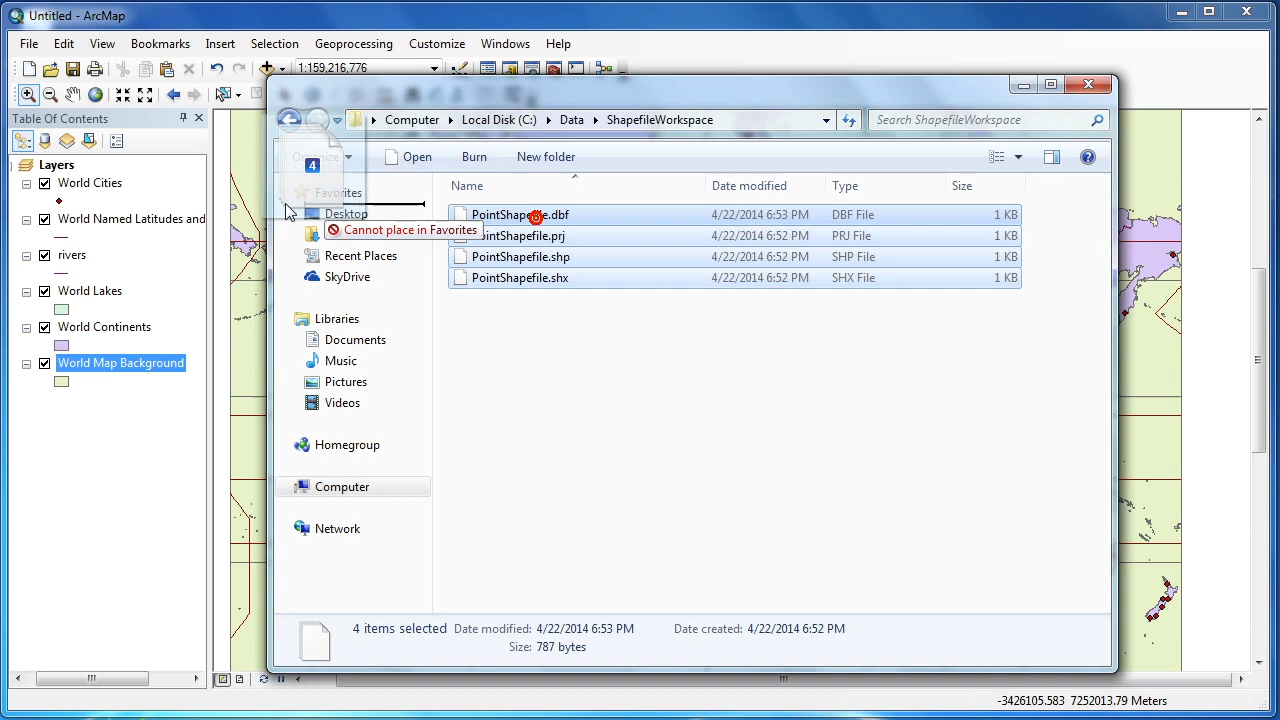 Untitled - ArcMap
File Edit View Bookmarks Insert Selection Geoprocessing Customize Windows Help
1:159,216,776
Table Of Contents
Computer Local Disk (C:) Data ShapefileWorkspace
Search ShapefileWorkspace
Organize Open Burn New folder
Layers
World Cities
World Named Latitudes and
rivers
World Lakes
World Continents
World Map Background
4
Favorites
Desktop
Cannot place in Favorites
Recent Places
SkyDrive
Libraries
Documents
Music
Pictures
Videos
Homegroup
Computer
Network
Name Date modified Type Size
PointShapefile.dbf 4/22/2014 6:53 PM DBF File 1 KB
PointShapefile.prj 4/22/2014 6:52 PM PRJ File 1 KB
PointShapefile.shp 4/22/2014 6:52 PM SHP File 1 KB
PointShapefile.shx 4/22/2014 6:52 PM SHX File 1 KB
4 items selected Date modified: 4/22/2014 6:53 PM Date created: 4/22/2014 6:52 PM
Size: 787 bytes
-3426105.583 7252013.79 Meters